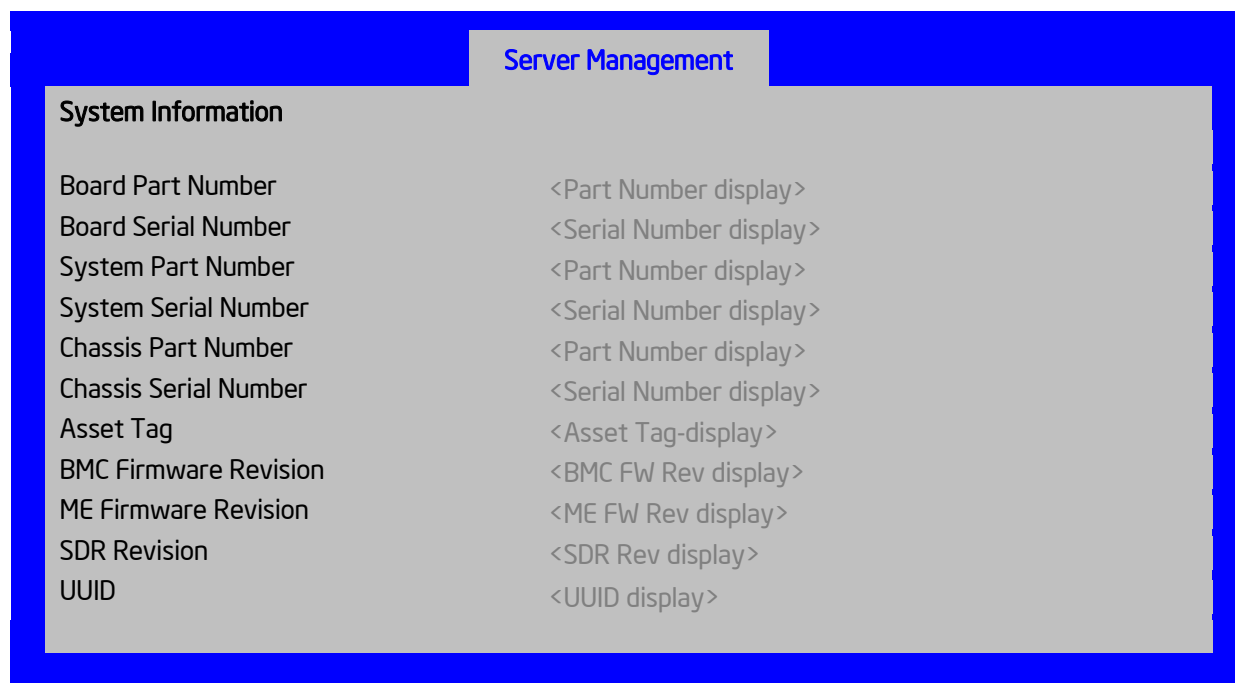 Server Management
System Information
Board Part Number <Part Number display>
Board Serial Number <Serial Number display>
System Part Number <Part Number display>
System Serial Number <Serial Number display>
Chassis Part Number <Part Number display>
Chassis Serial Number <Serial Number display>
Asset Tag <Asset Tag-display>
BMC Firmware Revision <BMC FW Rev display>
ME Firmware Revision <ME FW Rev display>
SDR Revision <SDR Rev display>
UUID <UUID display>